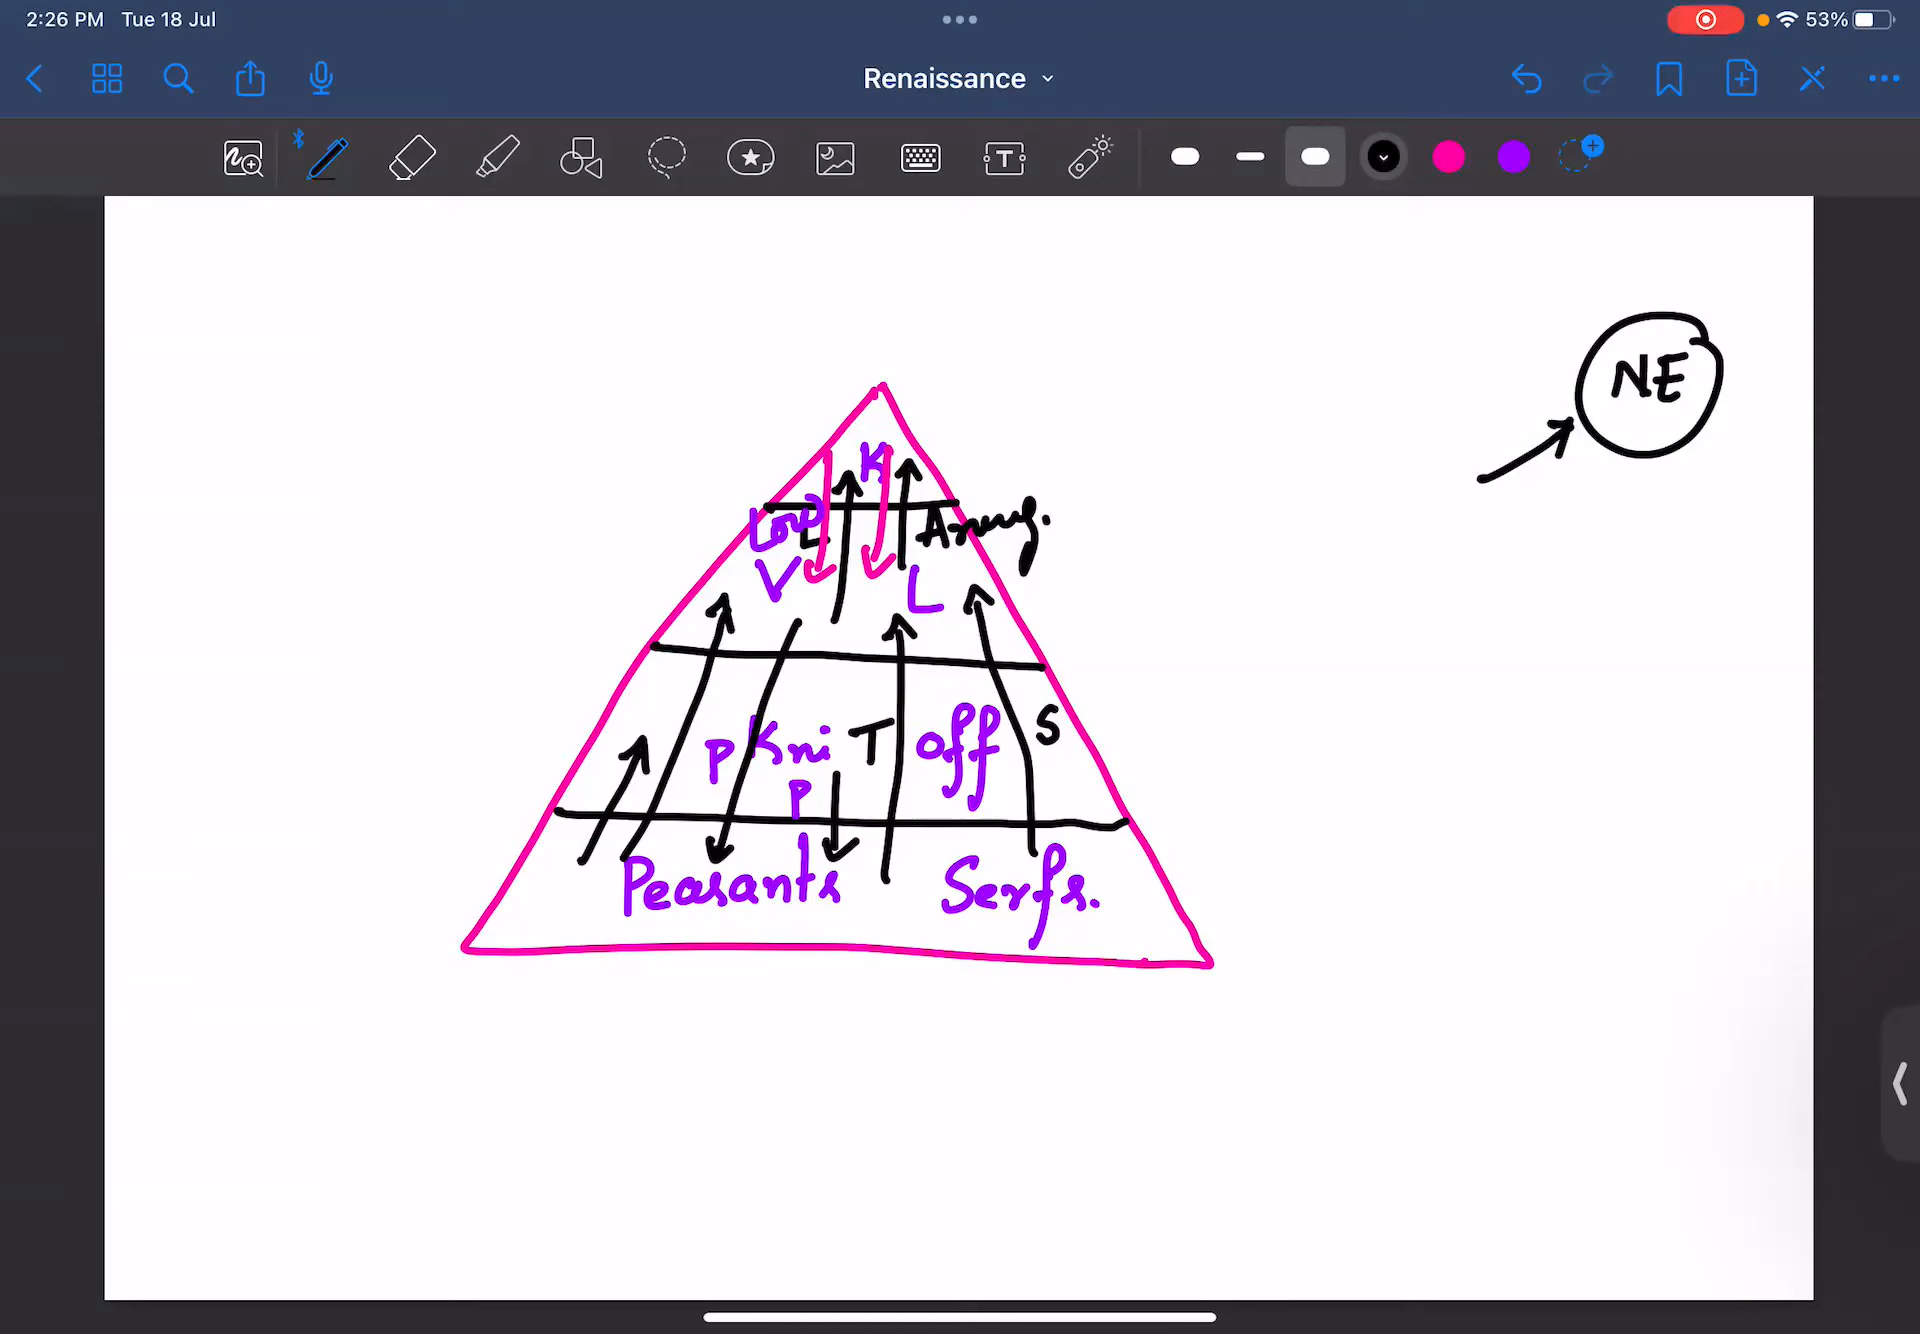 2:26 PM Tue 18 Jul
53%
Renaissance
T
NE
K
Lord L Army.
V L
P Kni T Off S
P
Peasants Serfs.